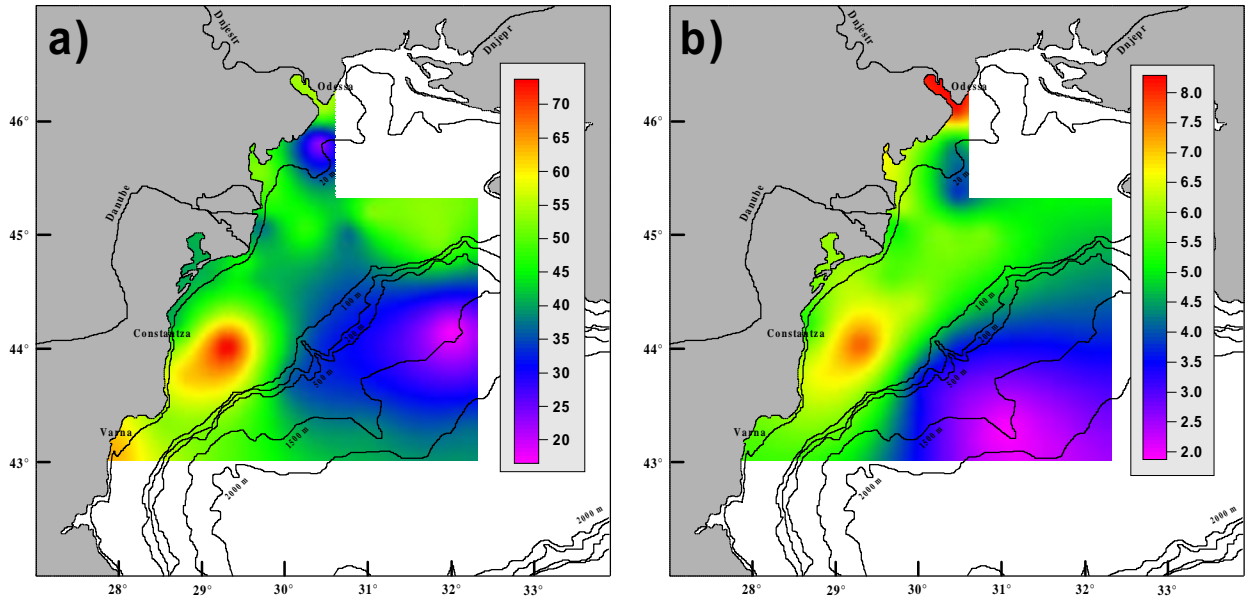 a)
Dnjestr
Dnjepr
Odessa
46°
20 m
Danube
45°
100 m
Constantza
44°
500 m
Varna
1500 m
43°
2000 m
2000 m
28°
29°
30°
31°
32°
33°
70
65
60
55
50
45
40
35
30
25
20
b)
Dnjestr
Dnjepr
Odessa
46°
20 m
Danube
45°
100 m
Constantza
44°
500 m
Varna
1500 m
43°
2000 m
2000 m
28°
29°
30°
31°
32°
33°
8.0
7.5
7.0
6.5
6.0
5.5
5.0
4.5
4.0
3.5
3.0
2.5
2.0